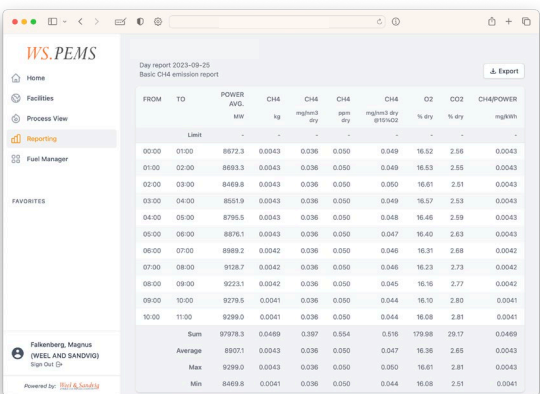 WS.PEMS
Home
Facilities
Process View
Reporting
Fuel Manager
FAVORITES
Falkenberg, Magnus
(WEEL AND SANDVIG)
Sign Out
Powered by: Weel & Sandvig
Day report 2023-09-25
Basic CH4 emission report
Export
FROM TO POWER AVG. CH4 CH4 CH4 CH4 O2 CO2 CH4/POWER
MW kg mg/nm3 dry ppm dry mg/nm3 dry @15%O2 % dry % dry mg/kWh
Limit - - - - - - - -
00:00 01:00 8672.3 0.0043 0.036 0.050 0.049 16.52 2.56 0.0043
01:00 02:00 8693.3 0.0043 0.036 0.050 0.049 16.53 2.55 0.0043
02:00 03:00 8469.8 0.0043 0.036 0.050 0.050 16.61 2.51 0.0043
03:00 04:00 8551.9 0.0043 0.036 0.050 0.049 16.57 2.53 0.0043
04:00 05:00 8795.5 0.0043 0.036 0.050 0.048 16.46 2.59 0.0043
05:00 06:00 8876.1 0.0043 0.036 0.050 0.047 16.40 2.63 0.0043
06:00 07:00 8989.2 0.0042 0.036 0.050 0.046 16.31 2.68 0.0042
07:00 08:00 9128.7 0.0042 0.036 0.050 0.046 16.23 2.73 0.0042
08:00 09:00 9223.1 0.0042 0.036 0.050 0.045 16.16 2.77 0.0042
09:00 10:00 9279.5 0.0041 0.036 0.050 0.044 16.10 2.80 0.0041
10:00 11:00 9299.0 0.0041 0.036 0.050 0.044 16.08 2.81 0.0041
Sum 97978.3 0.0469 0.397 0.554 0.516 179.98 29.17 0.0469
Average 8907.1 0.0043 0.036 0.050 0.047 16.36 2.65 0.0043
Max 9299.0 0.0043 0.036 0.050 0.050 16.61 2.81 0.0043
Min 8469.8 0.0041 0.036 0.050 0.044 16.08 2.51 0.0041